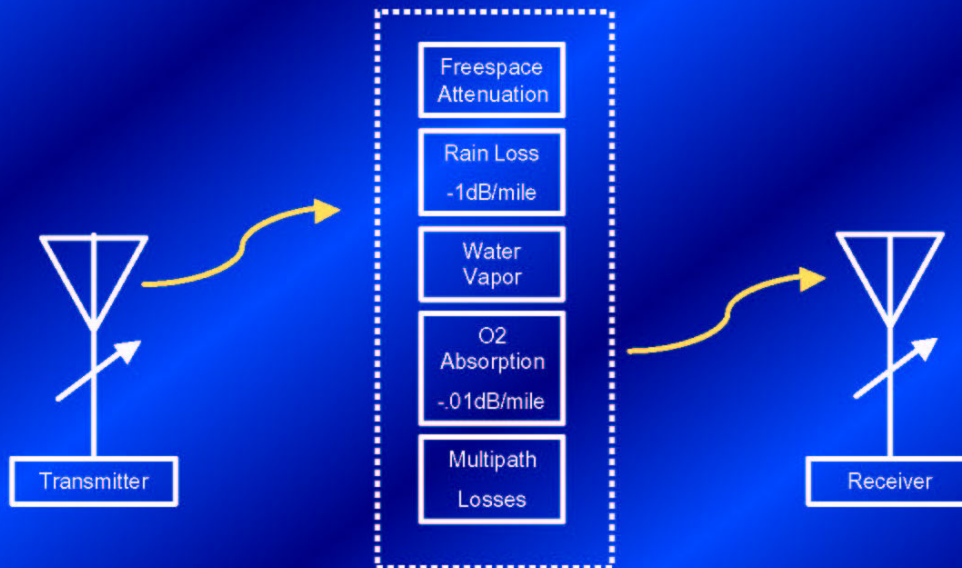 Freespace
Attenuation
Rain Loss
-1dB/mile
Water
Vapor
O2
Absorption
-.01dB/mile
Multipath
Losses
Transmitter
Receiver